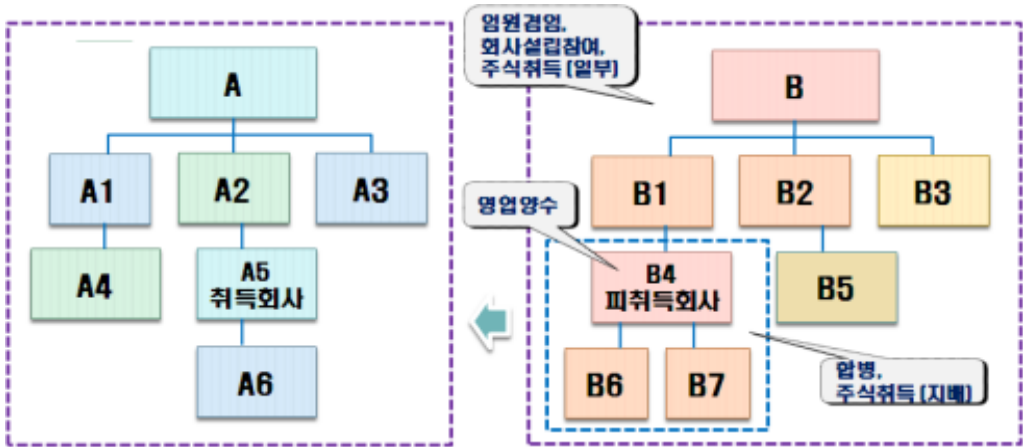 임원겸임,
회사설립참여,
주식취득(일부)
A
B
A1
A2
A3
B1
B2
B3
영업양수
A4
A5
취득회사
B4
피취득회사
B5
A6
B6
B7
합병,
주식취득(지배)